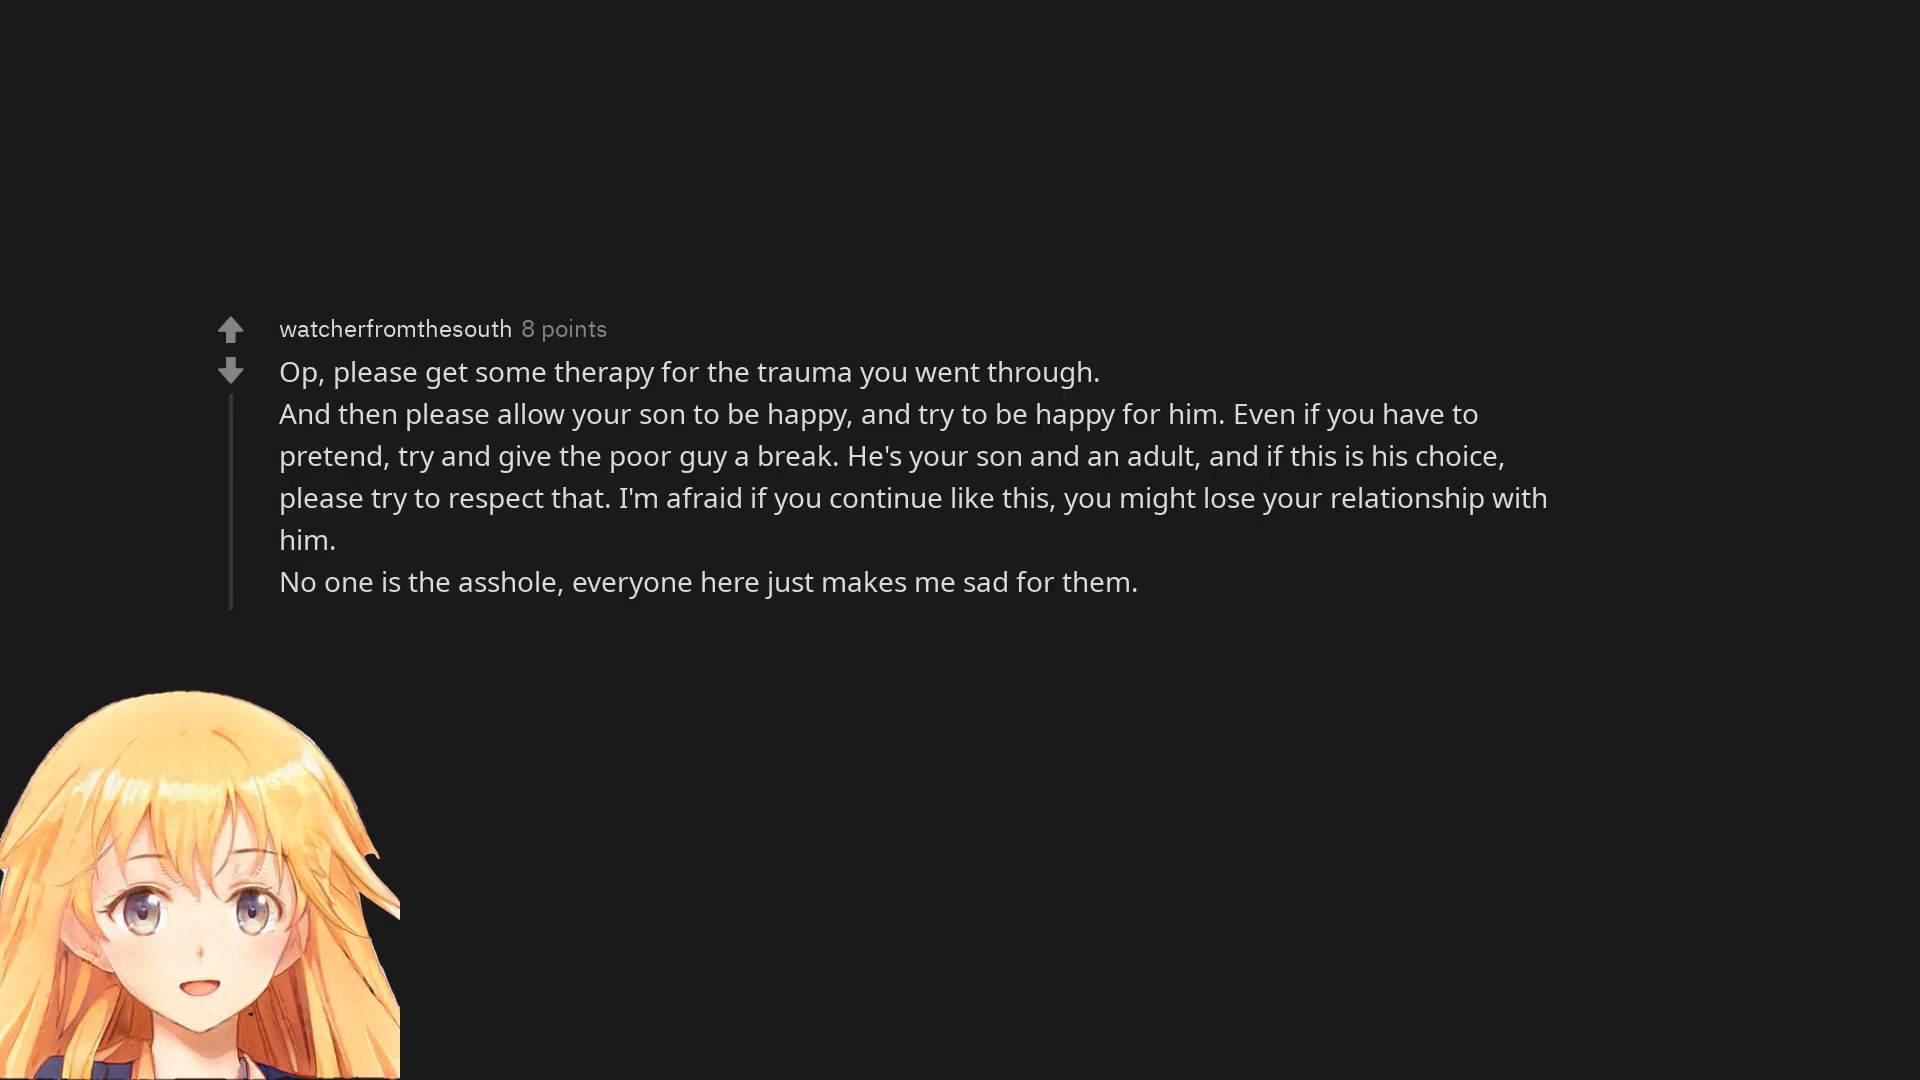 watcherfromthesouth 8 points
Op, please get some therapy for the trauma you went through.
And then please allow your son to be happy, and try to be happy for him. Even if you have to
pretend, try and give the poor guy a break. He's your son and an adult, and if this is his choice,
please try to respect that. I'm afraid if you continue like this, you might lose your relationship with
him.
No one is the asshole, everyone here just makes me sad for them.